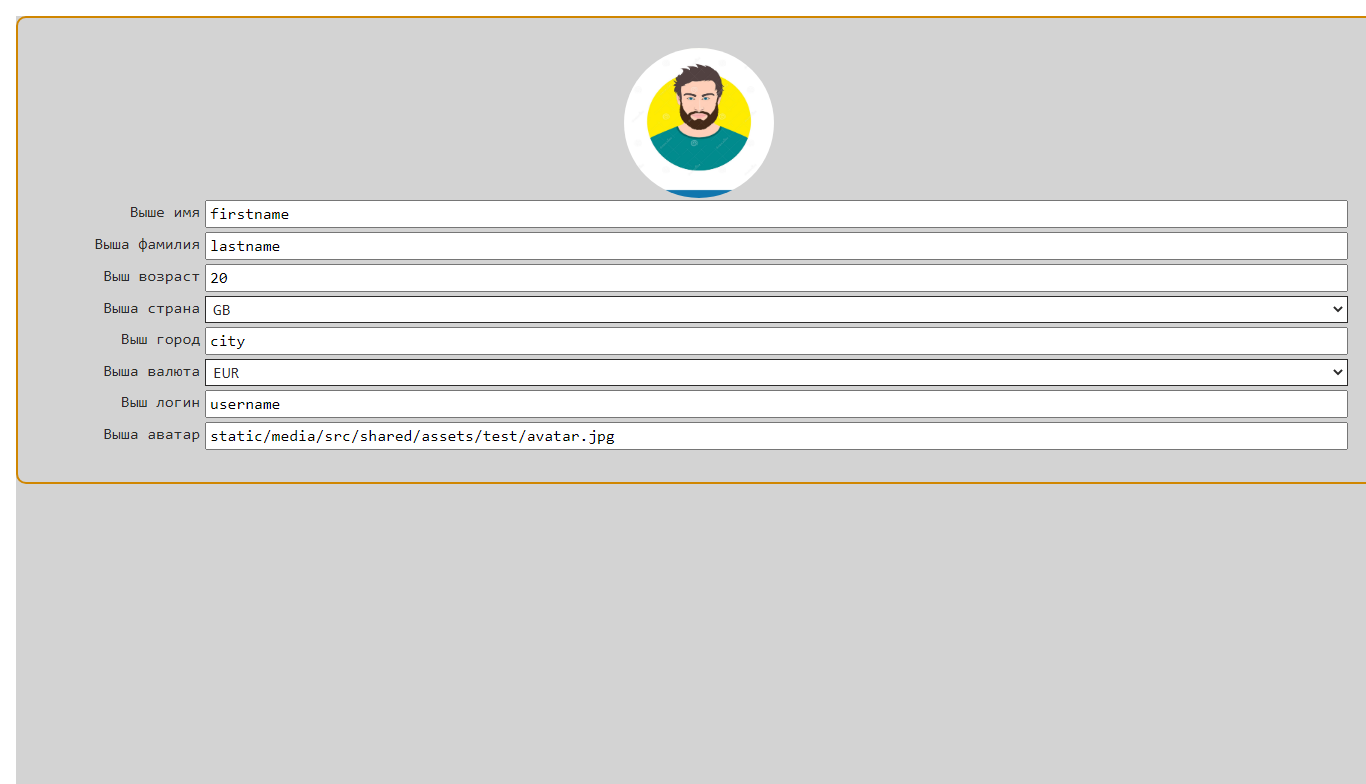 Выше имя firstname
Выша фамилия lastname
Выш возраст 20
Выша страна GB
Выш город city
Выша валюта EUR
Выш логин username
Выша аватар static/media/src/shared/assets/test/avatar.jpg